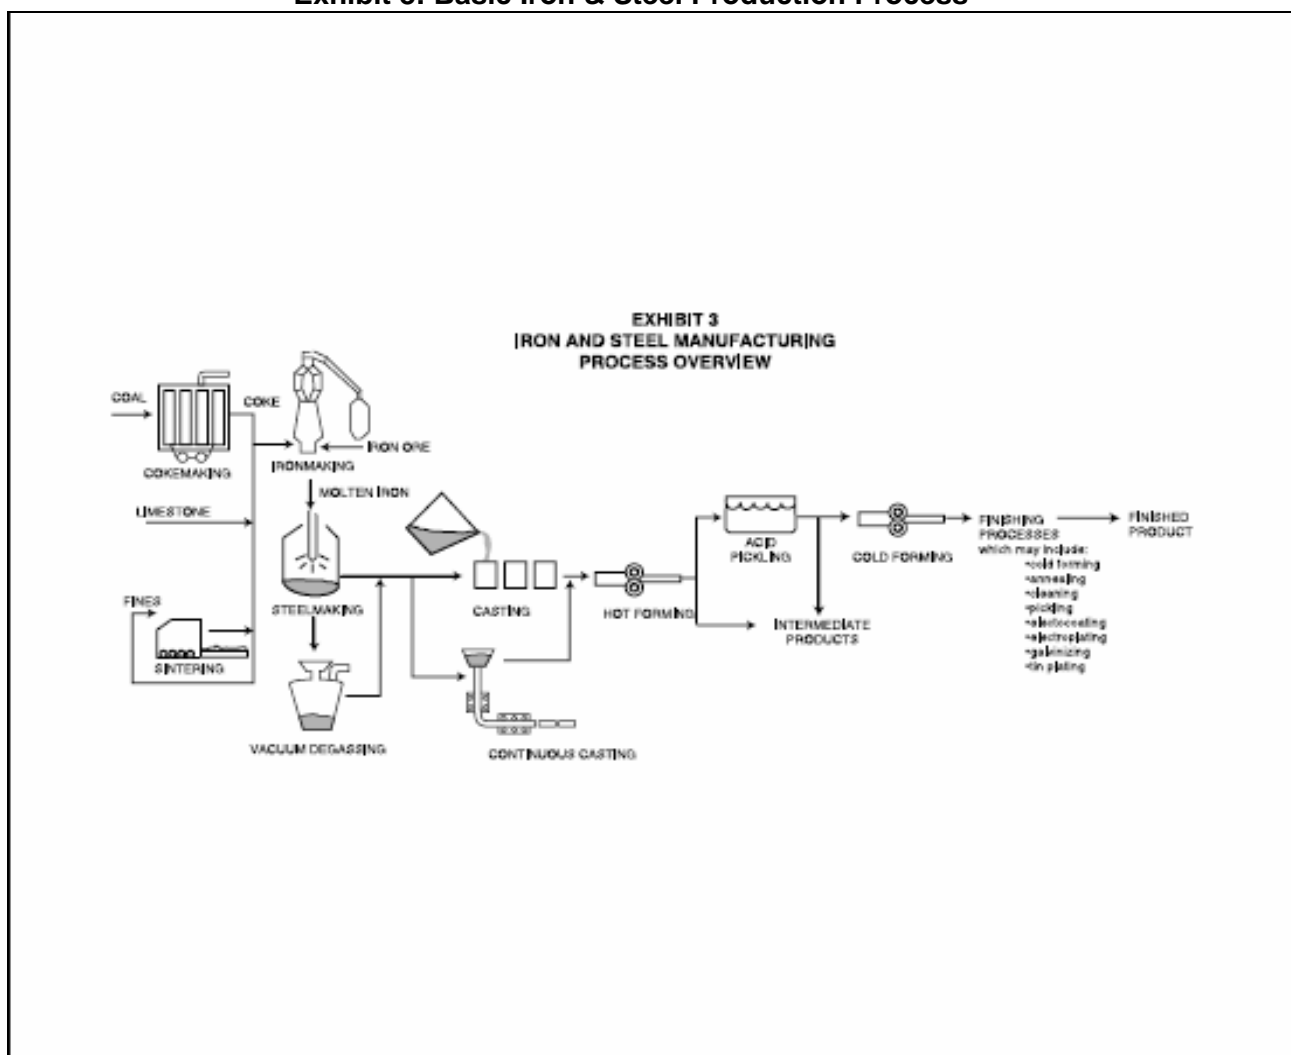 Exhibit 3. Basic Iron & Steel Production Process
EXHIBIT 3
IRON AND STEEL MANUFACTURING
PROCESS OVERVIEW
COAL
COKE
COKEMAKING
IRON ORE
IRONMAKING
MOLTEN IRON
LIMESTONE
STEELMAKING
FINES
SINTERING
VACUUM DEGASSING
CASTING
CONTINUOUS CASTING
HOT FORMING
ACID
PICKLING
INTERMEDIATE
PRODUCTS
COLD FORMING
FINISHING
PROCESSES
which may include:
•cold forming
•annealing
•cleaning
•pickling
•electocoating
•electroplating
•galvinizing
•tin plating
FINISHED
PRODUCT